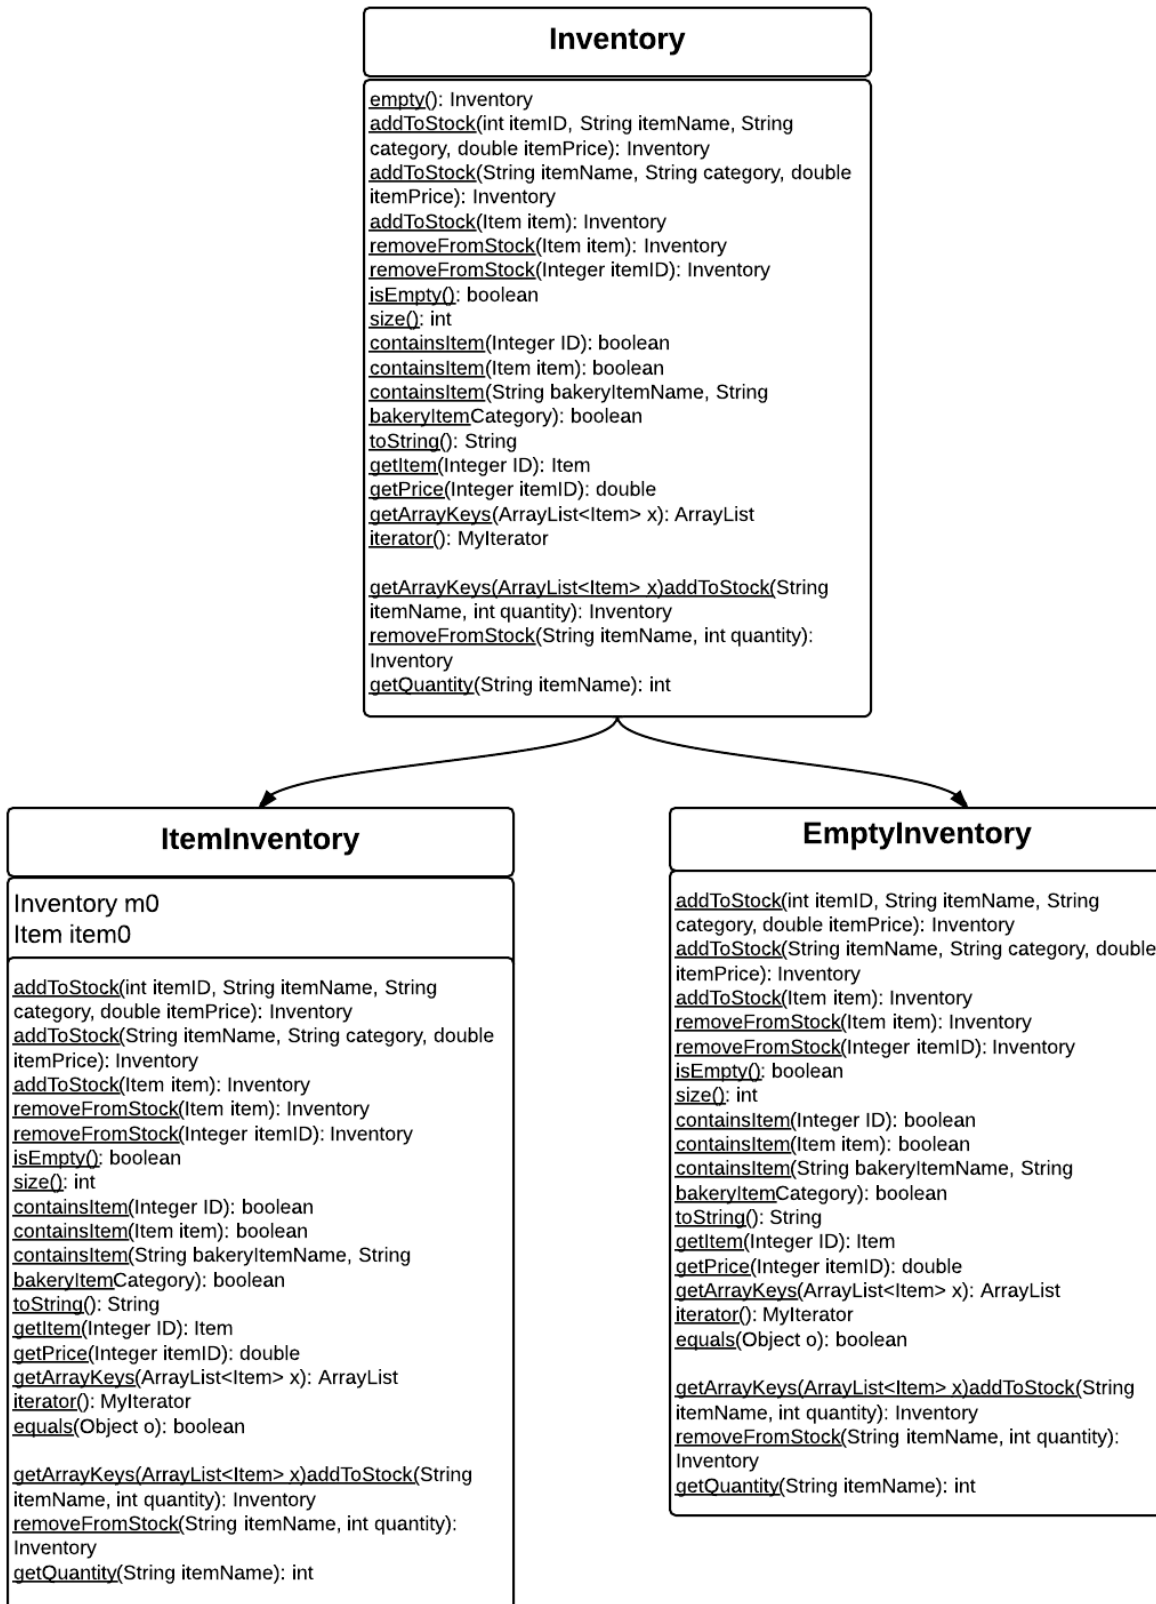 Inventory
empty(): Inventory
addToStock(int itemID, String itemName, String
category, double itemPrice): Inventory
addToStock(String itemName, String category, double
itemPrice): Inventory
addToStock(Item item): Inventory
removeFromStock(Item item): Inventory
removeFromStock(Integer itemID): Inventory
isEmpty(): boolean
size(): int
containsItem(Integer ID): boolean
containsItem(Item item): boolean
containsItem(String bakeryItemName, String
bakeryItemCategory): boolean
toString(): String
getItem(Integer ID): Item
getPrice(Integer itemID): double
getArrayKeys(ArrayList<Item> x): ArrayList
iterator(): MyIterator
getArrayKeys(ArrayList<Item> x)addToStock(String
itemName, int quantity): Inventory
removeFromStock(String itemName, int quantity):
Inventory
getQuantity(String itemName): int
ItemInventory
Inventory m0
Item item0
addToStock(int itemID, String itemName, String
category, double itemPrice): Inventory
addToStock(String itemName, String category, double
itemPrice): Inventory
addToStock(Item item): Inventory
removeFromStock(Item item): Inventory
removeFromStock(Integer itemID): Inventory
isEmpty(): boolean
size(): int
containsItem(Integer ID): boolean
containsItem(Item item): boolean
containsItem(String bakeryItemName, String
bakeryItemCategory): boolean
toString(): String
getItem(Integer ID): Item
getPrice(Integer itemID): double
getArrayKeys(ArrayList<Item> x): ArrayList
iterator(): MyIterator
equals(Object o): boolean
getArrayKeys(ArrayList<Item> x)addToStock(String
itemName, int quantity): Inventory
removeFromStock(String itemName, int quantity):
Inventory
getQuantity(String itemName): int
EmptyInventory
addToStock(int itemID, String itemName, String
category, double itemPrice): Inventory
addToStock(String itemName, String category, double
itemPrice): Inventory
addToStock(Item item): Inventory
removeFromStock(Item item): Inventory
removeFromStock(Integer itemID): Inventory
isEmpty(): boolean
size(): int
containsItem(Integer ID): boolean
containsItem(Item item): boolean
containsItem(String bakeryItemName, String
bakeryItemCategory): boolean
toString(): String
getItem(Integer ID): Item
getPrice(Integer itemID): double
getArrayKeys(ArrayList<Item> x): ArrayList
iterator(): MyIterator
equals(Object o): boolean
getArrayKeys(ArrayList<Item> x)addToStock(String
itemName, int quantity): Inventory
removeFromStock(String itemName, int quantity):
Inventory
getQuantity(String itemName): int